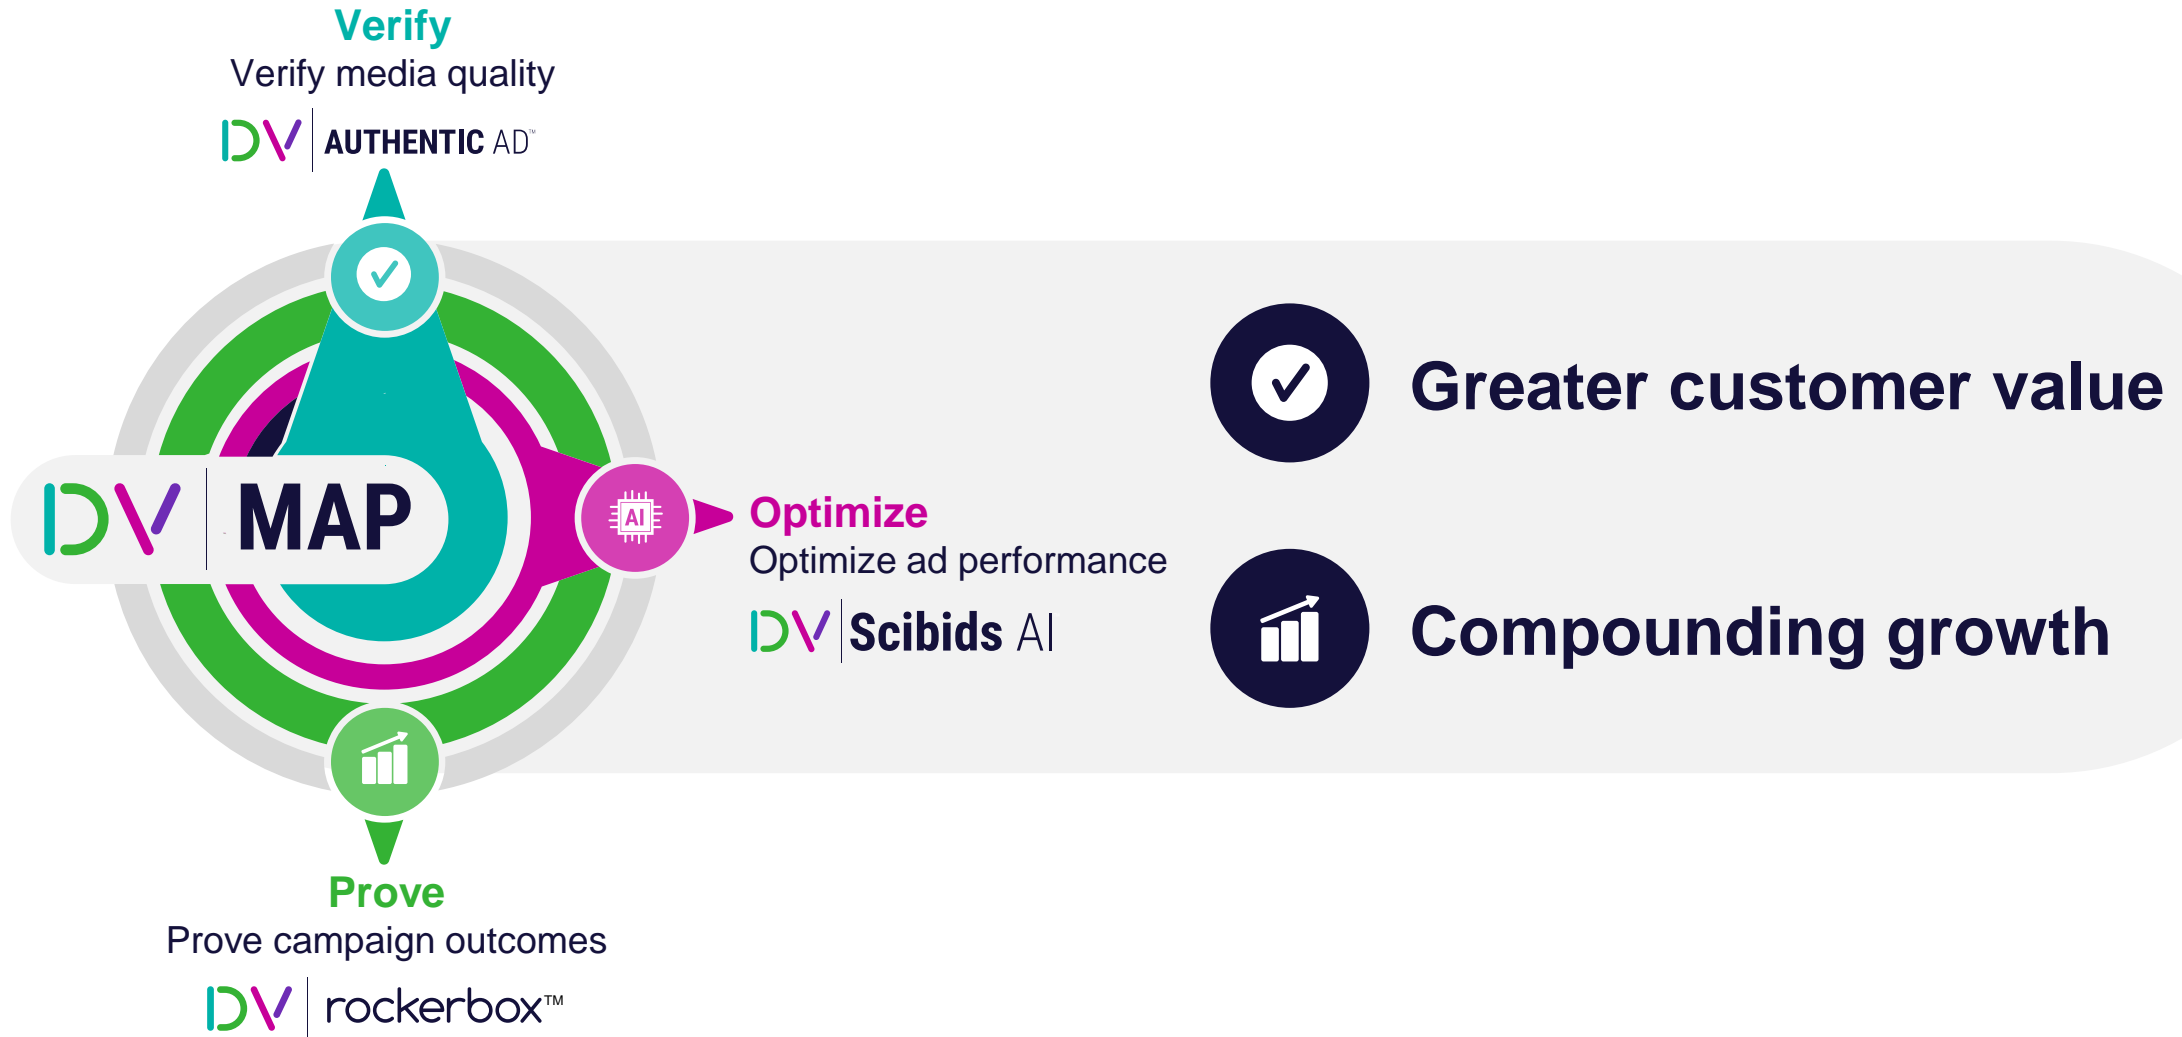 Verify
Verify media quality
DV AUTHENTIC AD™
DV MAP
AI
Optimize
Optimize ad performance
DV Scibids AI
Greater customer value
Compounding growth
Prove
Prove campaign outcomes
DV rockerbox™